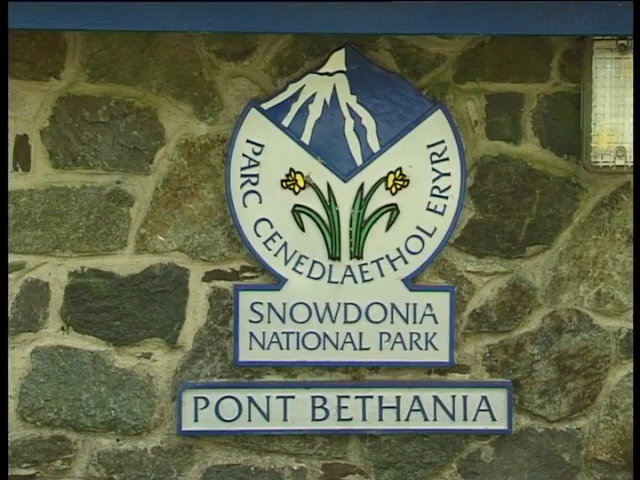 PARC CENEDLAETHOL ERYRI
SNOWDONIA
NATIONAL PARK
PONT BETHANIA